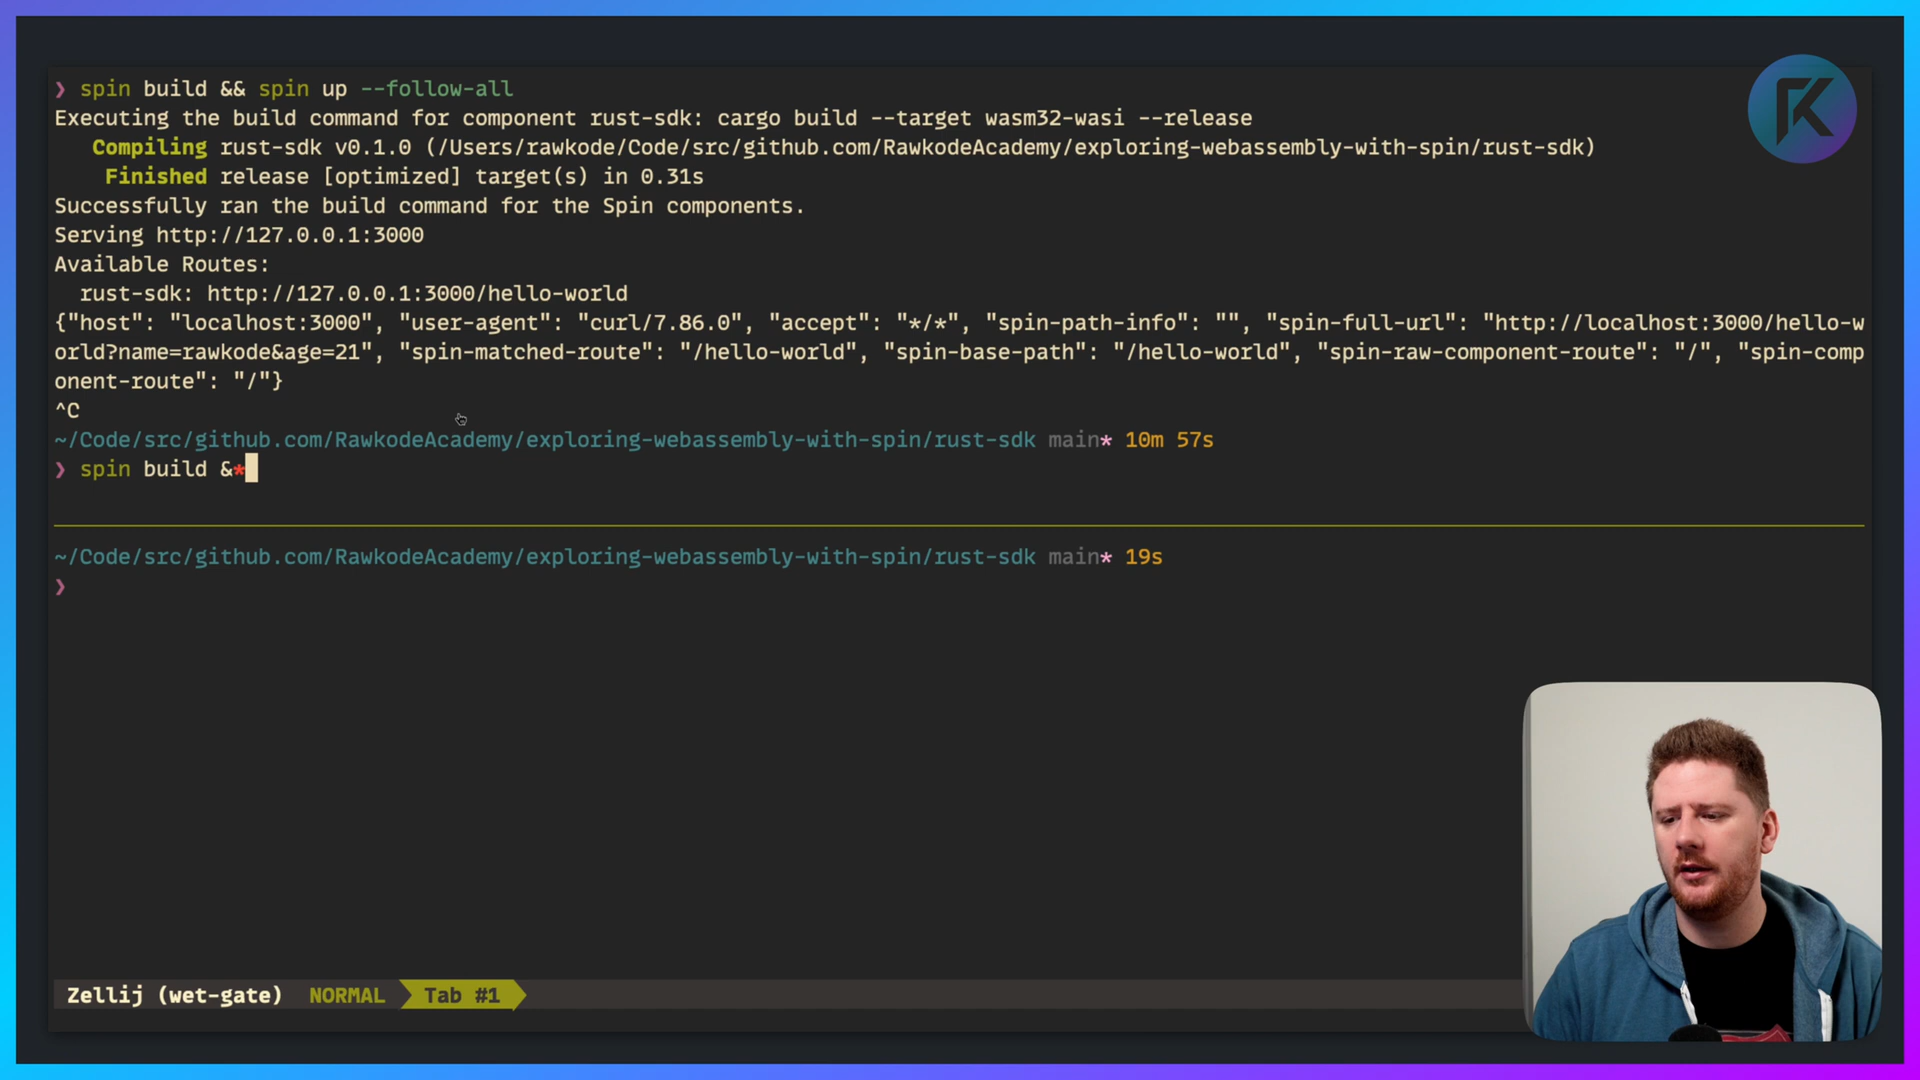 ❯ spin build && spin up --follow-all
Executing the build command for component rust-sdk: cargo build --target wasm32-wasi --release
Compiling rust-sdk v0.1.0 (/Users/rawkode/Code/src/github.com/RawkodeAcademy/exploring-webassembly-with-spin/rust-sdk)
Finished release [optimized] target(s) in 0.31s
Successfully ran the build command for the Spin components.
Serving http://127.0.0.1:3000
Available Routes:
rust-sdk: http://127.0.0.1:3000/hello-world
{"host": "localhost:3000", "user-agent": "curl/7.86.0", "accept": "*/*", "spin-path-info": "", "spin-full-url": "http://localhost:3000/hello-w
orld?name=rawkode&age=21", "spin-matched-route": "/hello-world", "spin-base-path": "/hello-world", "spin-raw-component-route": "/", "spin-comp
onent-route": "/"}
^C
~/Code/src/github.com/RawkodeAcademy/exploring-webassembly-with-spin/rust-sdk main* 10m 57s
❯ spin build &*
~/Code/src/github.com/RawkodeAcademy/exploring-webassembly-with-spin/rust-sdk main* 19s
❯
Zellij (wet-gate) NORMAL Tab #1